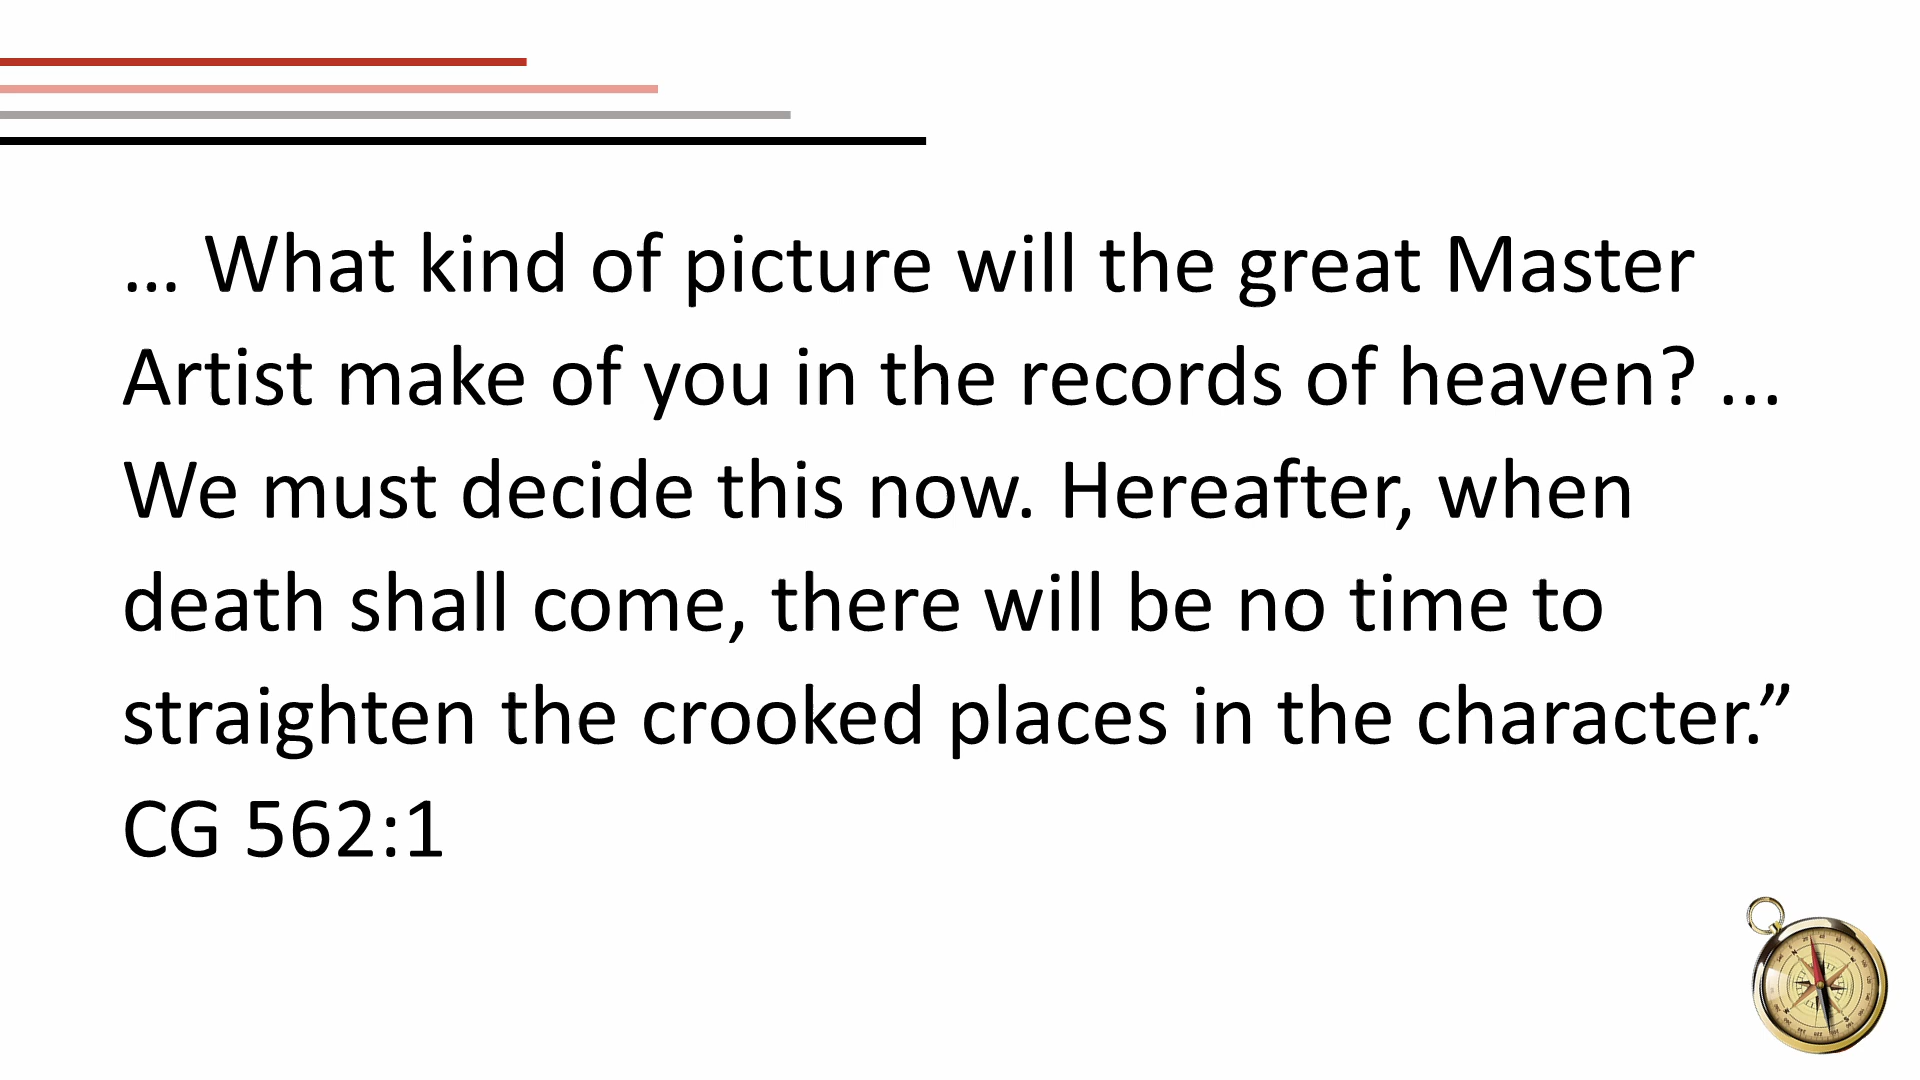 … What kind of picture will the great Master
Artist make of you in the records of heaven? ...
We must decide this now. Hereafter, when
death shall come, there will be no time to
straighten the crooked places in the character.”
CG 562:1